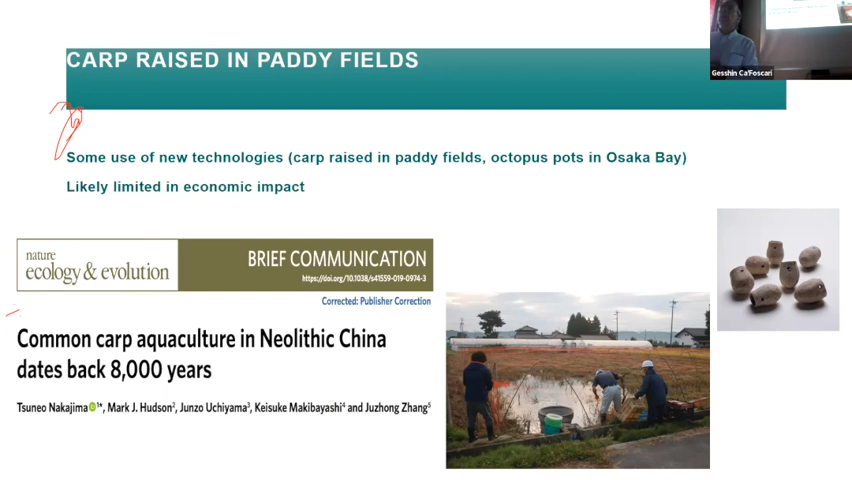 CARP RAISED IN PADDY FIELDS
Gesshin Ca'Foscari
Some use of new technologies (carp raised in paddy fields, octopus pots in Osaka Bay)
Likely limited in economic impact
nature
ecology & evolution
BRIEF COMMUNICATION
https://doi.org/10.1038/s41559-019-0974-3
Corrected: Publisher Correction
Common carp aquaculture in Neolithic China
dates back 8,000 years
Tsuneo Nakajima 1*, Mark J. Hudson2, Junzo Uchiyama3, Keisuke Makibayashi4 and Juzhong Zhang5